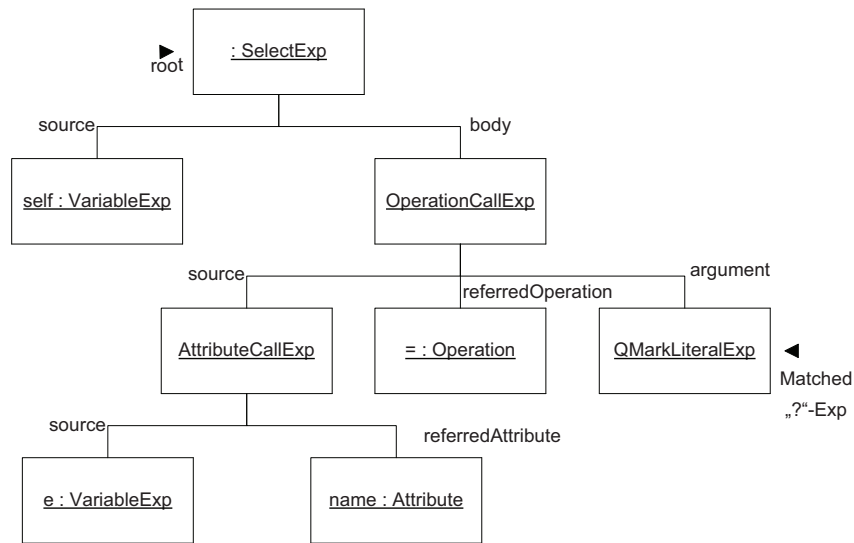 : SelectExp
root
source
body
self : VariableExp
OperationCallExp
source
argument
referredOperation
AttributeCallExp
= : Operation
QMarkLiteralExp
Matched
„?“-Exp
source
referredAttribute
e : VariableExp
name : Attribute